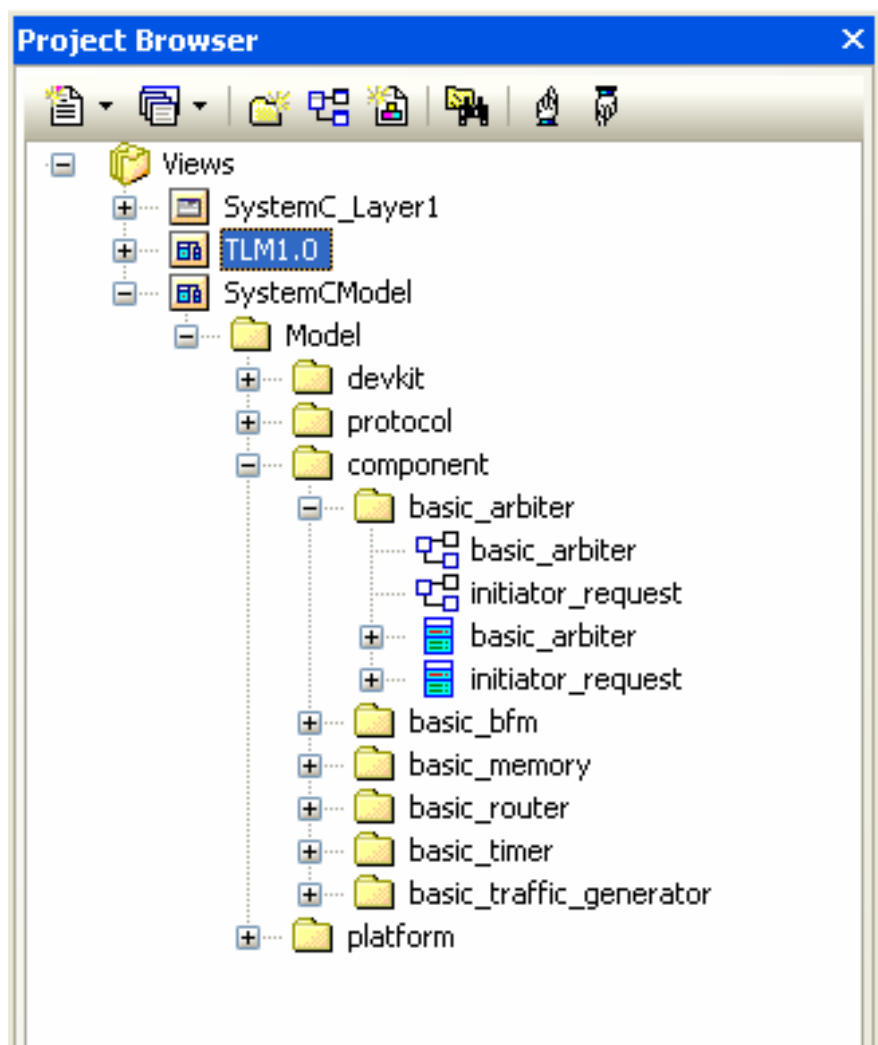 Project Browser
Views
SystemC_Layer1
TLM1.0
SystemCModel
Model
devkit
protocol
component
basic_arbiter
basic_arbiter
initiator_request
basic_arbiter
initiator_request
basic_bfm
basic_memory
basic_router
basic_timer
basic_traffic_generator
platform